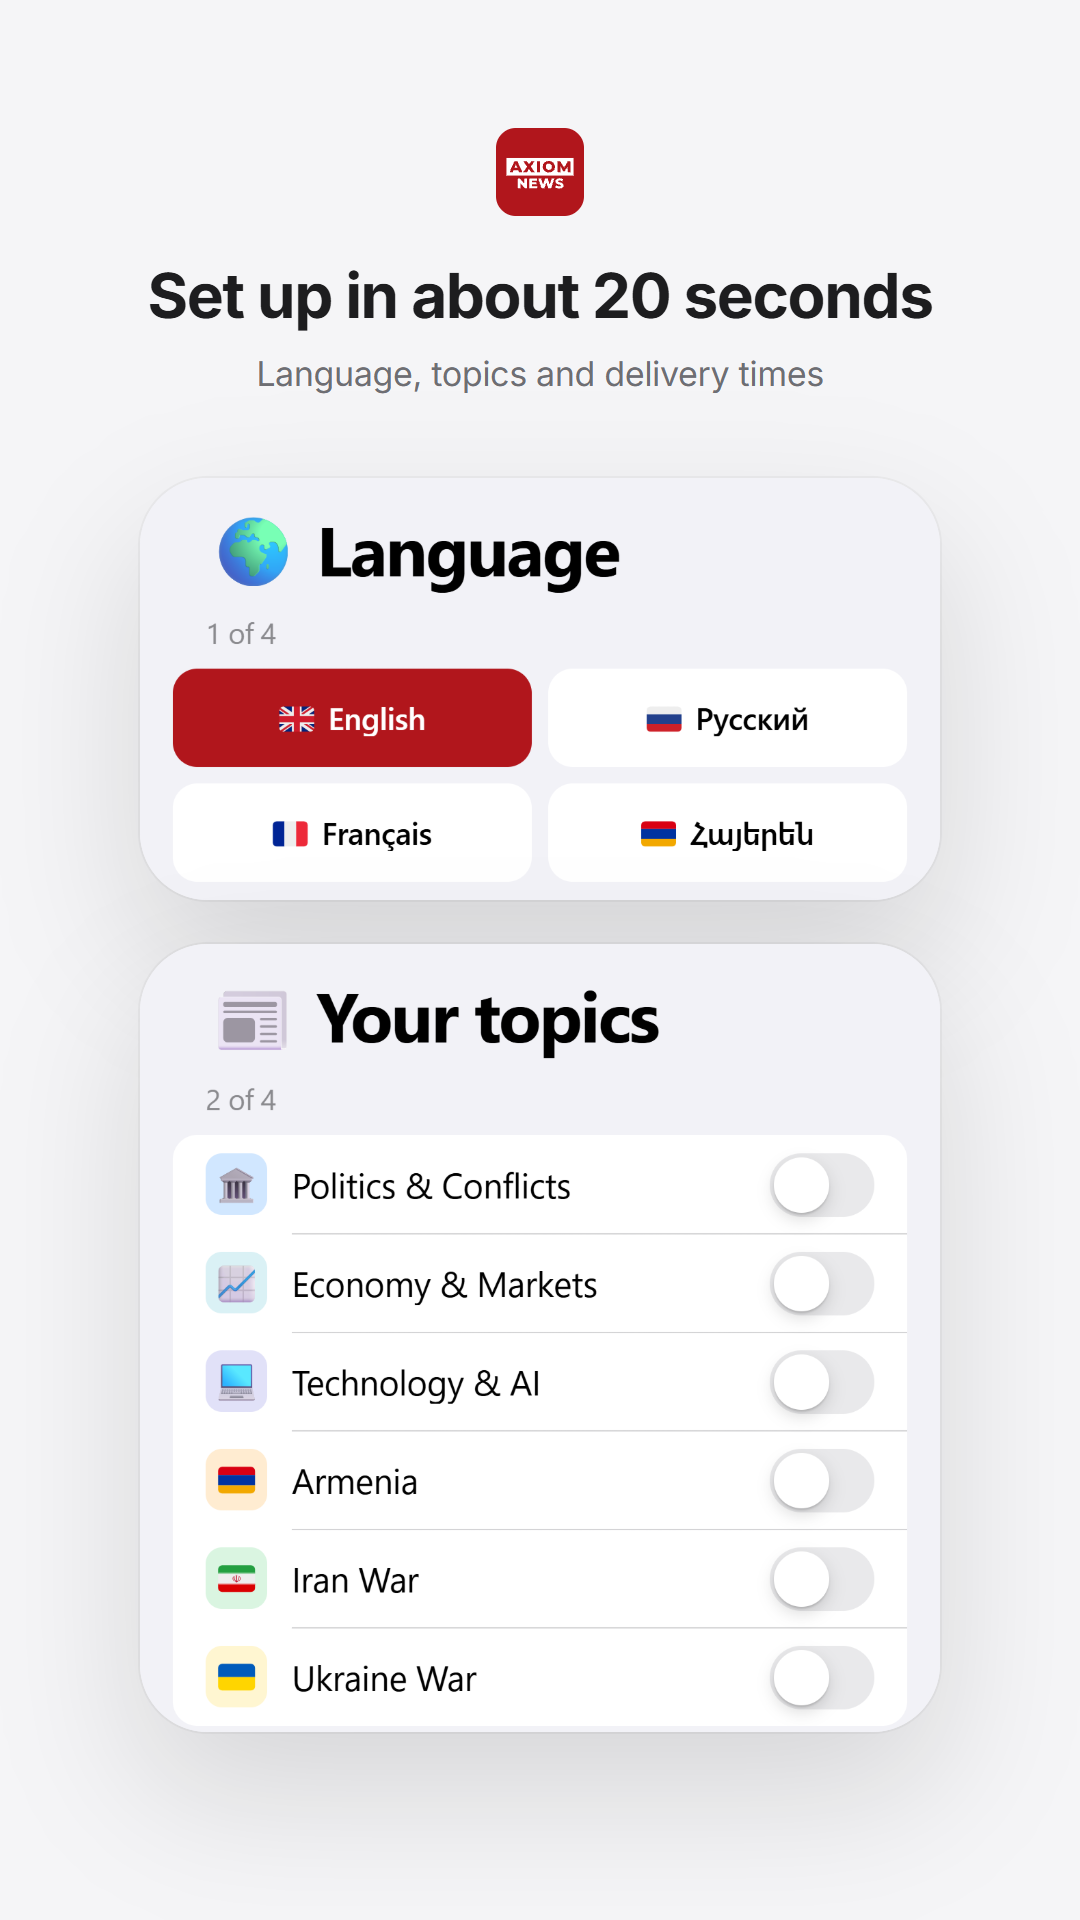 AXIOM
NEWS
Set up in about 20 seconds
Language, topics and delivery times
Language
1 of 4
English
Русский
Français
Հայերեն
Your topics
2 of 4
Politics & Conflicts
Economy & Markets
Technology & AI
Armenia
Iran War
Ukraine War